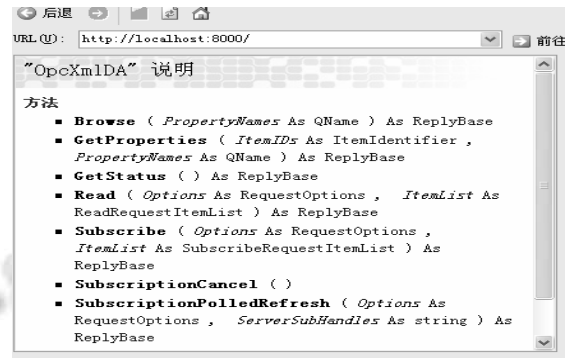 后退
URL(U): http://localhost:8000/ 前往
"OpcXmlDA" 说明
方法
Browse ( PropertyNames As QName ) As ReplyBase
GetProperties ( ItemIDs As ItemIdentifier ,
PropertyNames As QName ) As ReplyBase
GetStatus ( ) As ReplyBase
Read ( Options As RequestOptions , ItemList As
ReadRequestItemList ) As ReplyBase
Subscribe ( Options As RequestOptions ,
ItemList As SubscribeRequestItemList ) As
ReplyBase
SubscriptionCancel ( )
SubscriptionPolledRefresh ( Options As
RequestOptions , ServerSubHandles As string ) As
ReplyBase